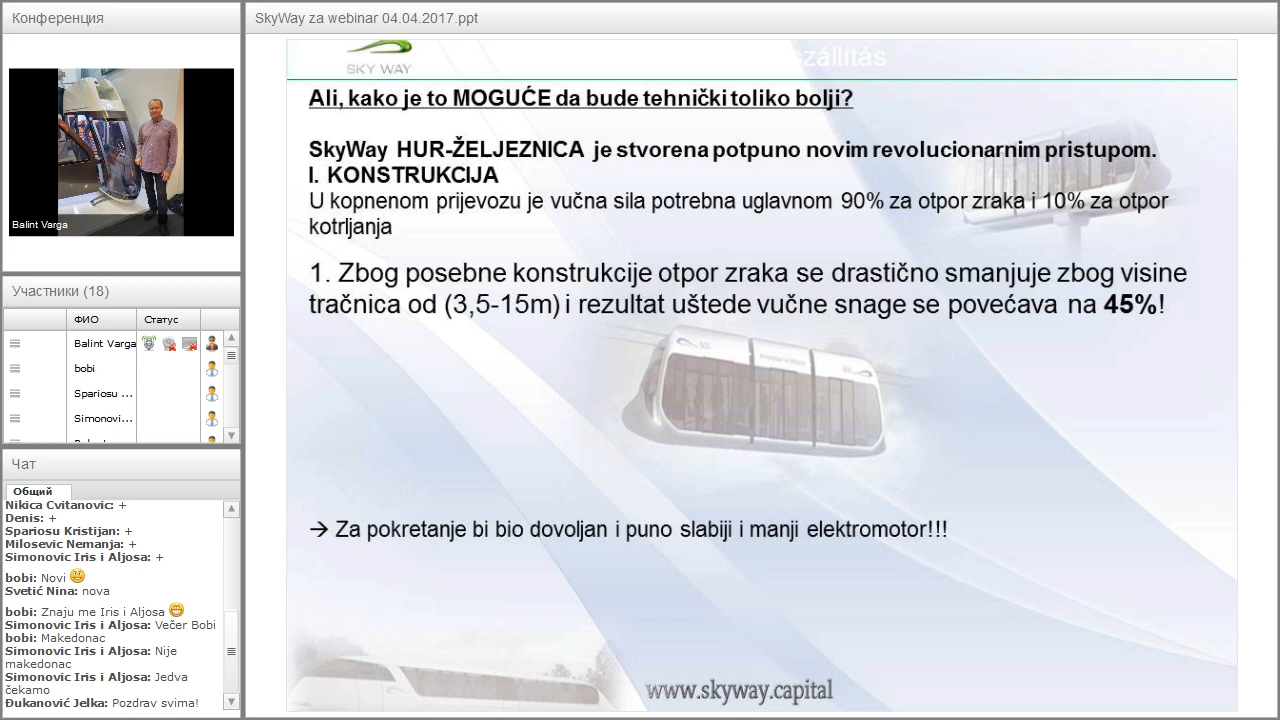 Конференция
Balint Varga
Участники (18)
ФИО
Статус
Balint Varga
bobi
Spariosu ...
Simonovi...
Чат
Общий
Nikica Cvitanovic: +
Denis: +
Spariosu Kristijan: +
Milosevic Nemanja: +
Simonovic Iris i Aljosa: +
bobi: Novi
Svetić Nina: nova
bobi: Znaju me Iris i Aljosa
Simonovic Iris i Aljosa: Večer Bobi
bobi: Makedonac
Simonovic Iris i Aljosa: Nije
makedonac
Simonovic Iris i Aljosa: Jedva
čekamo
Đukanović Jelka: Pozdrav svima!
SkyWay za webinar 04.04.2017.ppt
SKY WAY
szállítás
Ali, kako je to MOGUĆE da bude tehnički toliko bolji?
SkyWay HUR-ŽELJEZNICA je stvorena potpuno novim revolucionarnim pristupom.
I. KONSTRUKCIJA
U kopnenom prijevozu je vučna sila potrebna uglavnom 90% za otpor zraka i 10% za otpor
kotrljanja
1. Zbog posebne konstrukcije otpor zraka se drastično smanjuje zbog visine
tračnica od (3,5-15m) i rezultat uštede vučne snage se povećava na 45%!
→ Za pokretanje bi bio dovoljan i puno slabiji i manji elektromotor!!!
www.skyway.capital